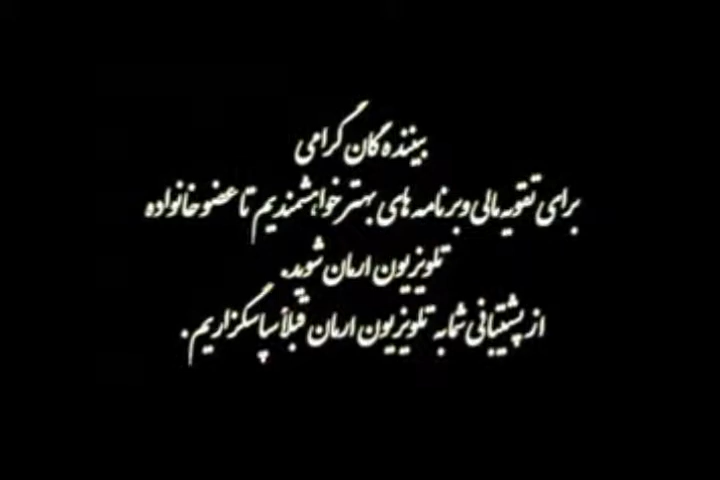 بیننده گان گرامی
برای تقویه مالی و برنامه های بهتر خواهشمندیم تا عضو خانواده
تلویزیون ارمان شوید.
از پشتیبانی شما به تلویزیون ارمان قبلاً سپاسگزاریم.